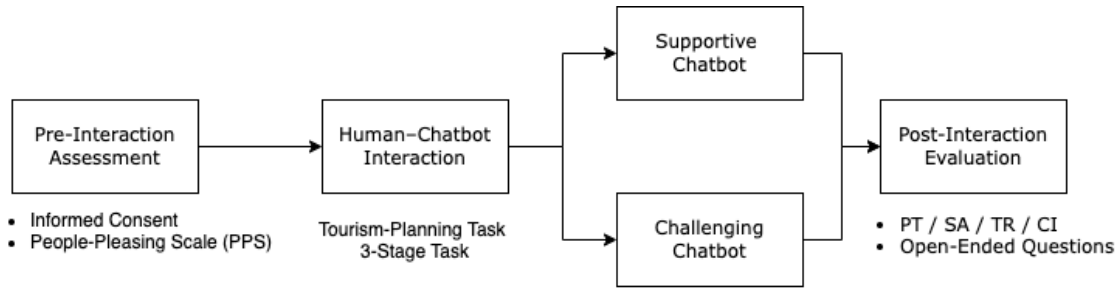 Pre-Interaction
Assessment
• Informed Consent
• People-Pleasing Scale (PPS)
Human–Chatbot
Interaction
Tourism-Planning Task
3-Stage Task
Supportive
Chatbot
Challenging
Chatbot
Post-Interaction
Evaluation
• PT / SA / TR / CI
• Open-Ended Questions